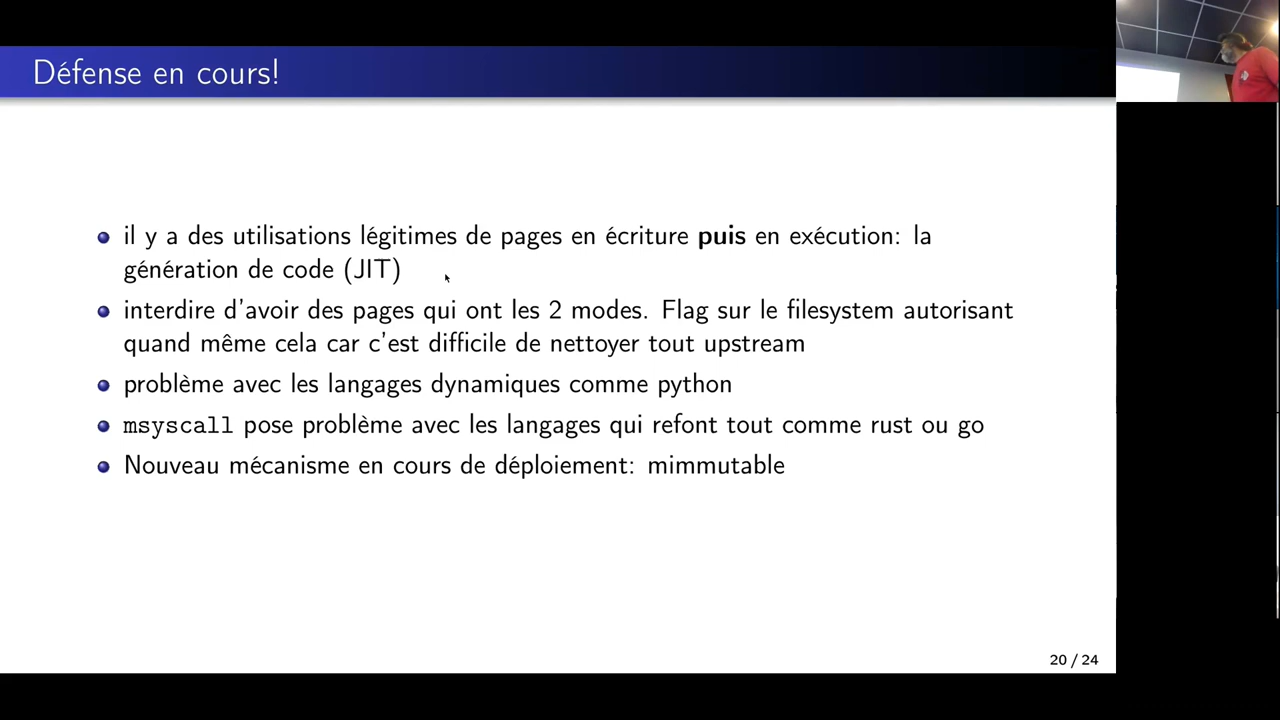 Défense en cours!
il y a des utilisations légitimes de pages en écriture puis en exécution: la
génération de code (JIT)
interdire d'avoir des pages qui ont les 2 modes. Flag sur le filesystem autorisant
quand même cela car c'est difficile de nettoyer tout upstream
problème avec les langages dynamiques comme python
msyscall pose problème avec les langages qui refont tout comme rust ou go
Nouveau mécanisme en cours de déploiement: mimmutable
20 / 24